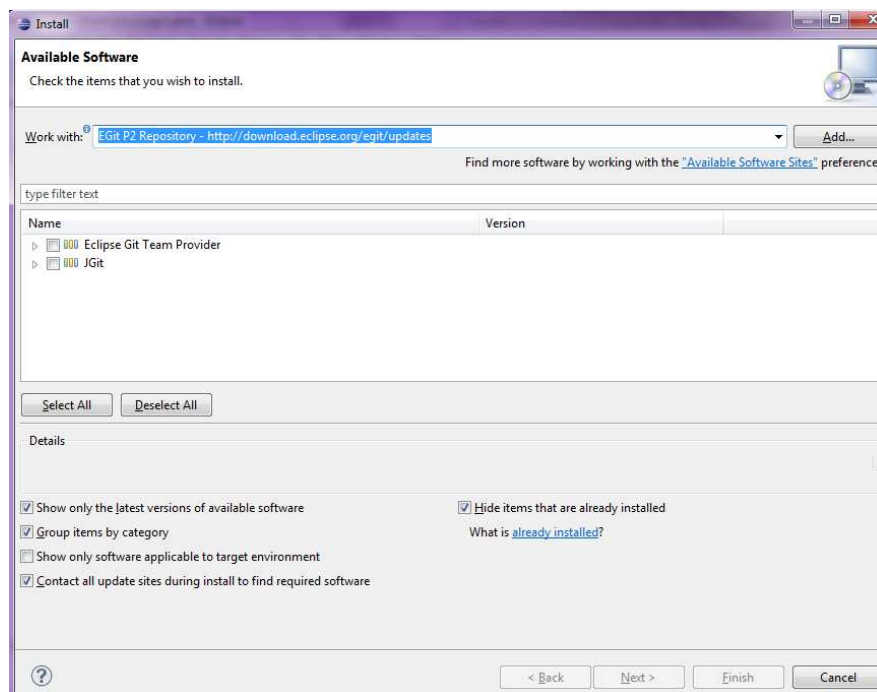 Install
Available Software
Check the items that you wish to install.
Work with: EGit P2 Repository - http://download.eclipse.org/egit/updates Add...
Find more software by working with the "Available Software Sites" preference
type filter text
Name Version
Eclipse Git Team Provider
JGit
Select All Deselect All
Details
Show only the latest versions of available software Hide items that are already installed
Group items by category What is already installed?
Show only software applicable to target environment
Contact all update sites during install to find required software
? < Back Next > Finish Cancel